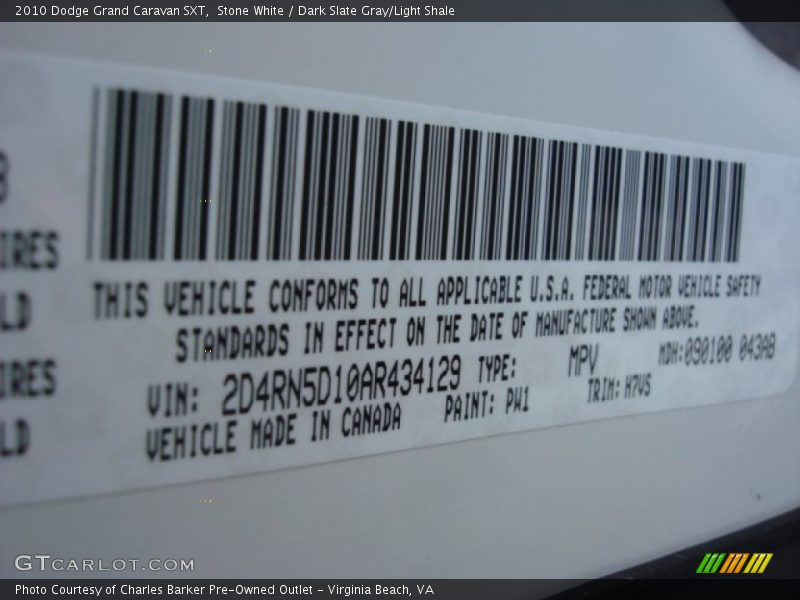 2010 Dodge Grand Caravan SXT,  Stone White / Dark Slate Gray/Light Shale
IRES
LD
IRES
LD
THIS VEHICLE CONFORMS TO ALL APPLICABLE U.S.A. FEDERAL MOTOR VEHICLE SAFETY
STANDARDS IN EFFECT ON THE DATE OF MANUFACTURE SHOWN ABOVE.
VIN: 2D4RN5D10AR434129 TYPE: MPV MDH:090100 043AB
VEHICLE MADE IN CANADA PAINT: PW1 TRIM: H7VS
GTCARLOT.COM
Photo Courtesy of Charles Barker Pre-Owned Outlet - Virginia Beach, VA